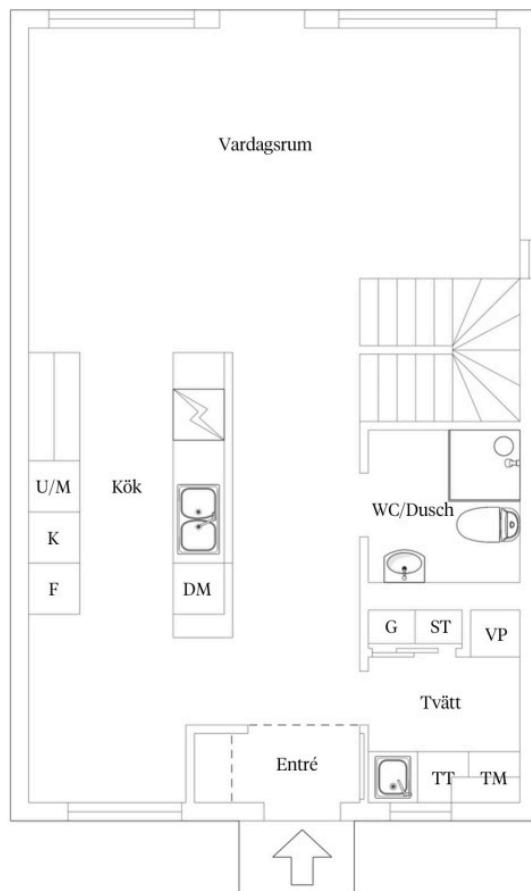 Vardagsrum
U/M
Kök
K
F
DM
WC/Dusch
G
ST
VP
Tvätt
Entré
TT
TM